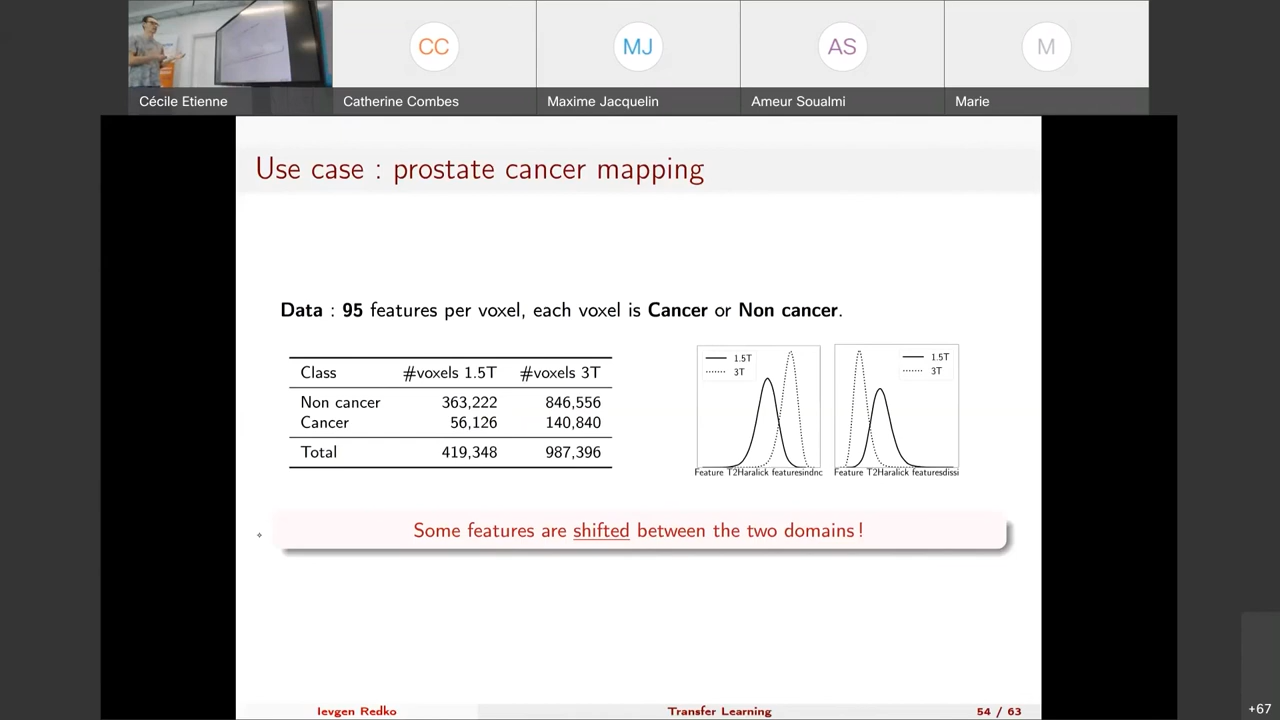 CC
MJ
AS
M
Cécile Etienne
Catherine Combes
Maxime Jacquelin
Ameur Soualmi
Marie
Use case : prostate cancer mapping
Data : 95 features per voxel, each voxel is Cancer or Non cancer.
Class #voxels 1.5T #voxels 3T
Non cancer 363,222 846,556
Cancer 56,126 140,840
Total 419,348 987,396
1.5T
3T
Feature T2Haralick featuresindnc
1.5T
3T
Feature T2Haralick featuresdissi
Some features are shifted between the two domains !
Ievgen Redko Transfer Learning 54 / 63
+67